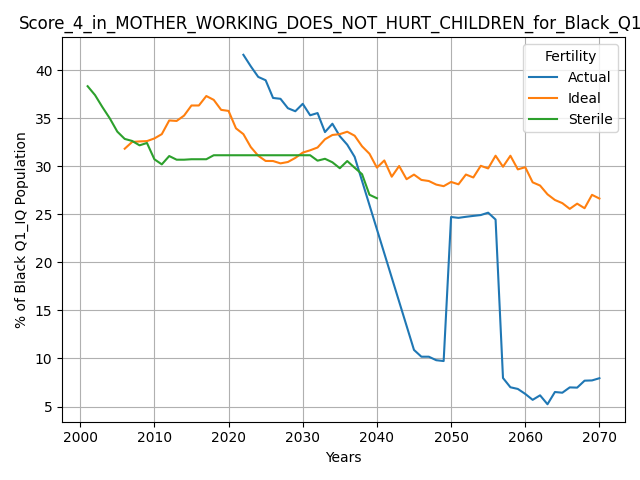 Score_4_in_MOTHER_WORKING_DOES_NOT_HURT_CHILDREN_for_Black_Q1
Fertility
Actual
Ideal
Sterile
% of Black Q1_IQ Population
40
35
30
25
20
15
10
5
2000 2010 2020 2030 2040 2050 2060 2070
Years